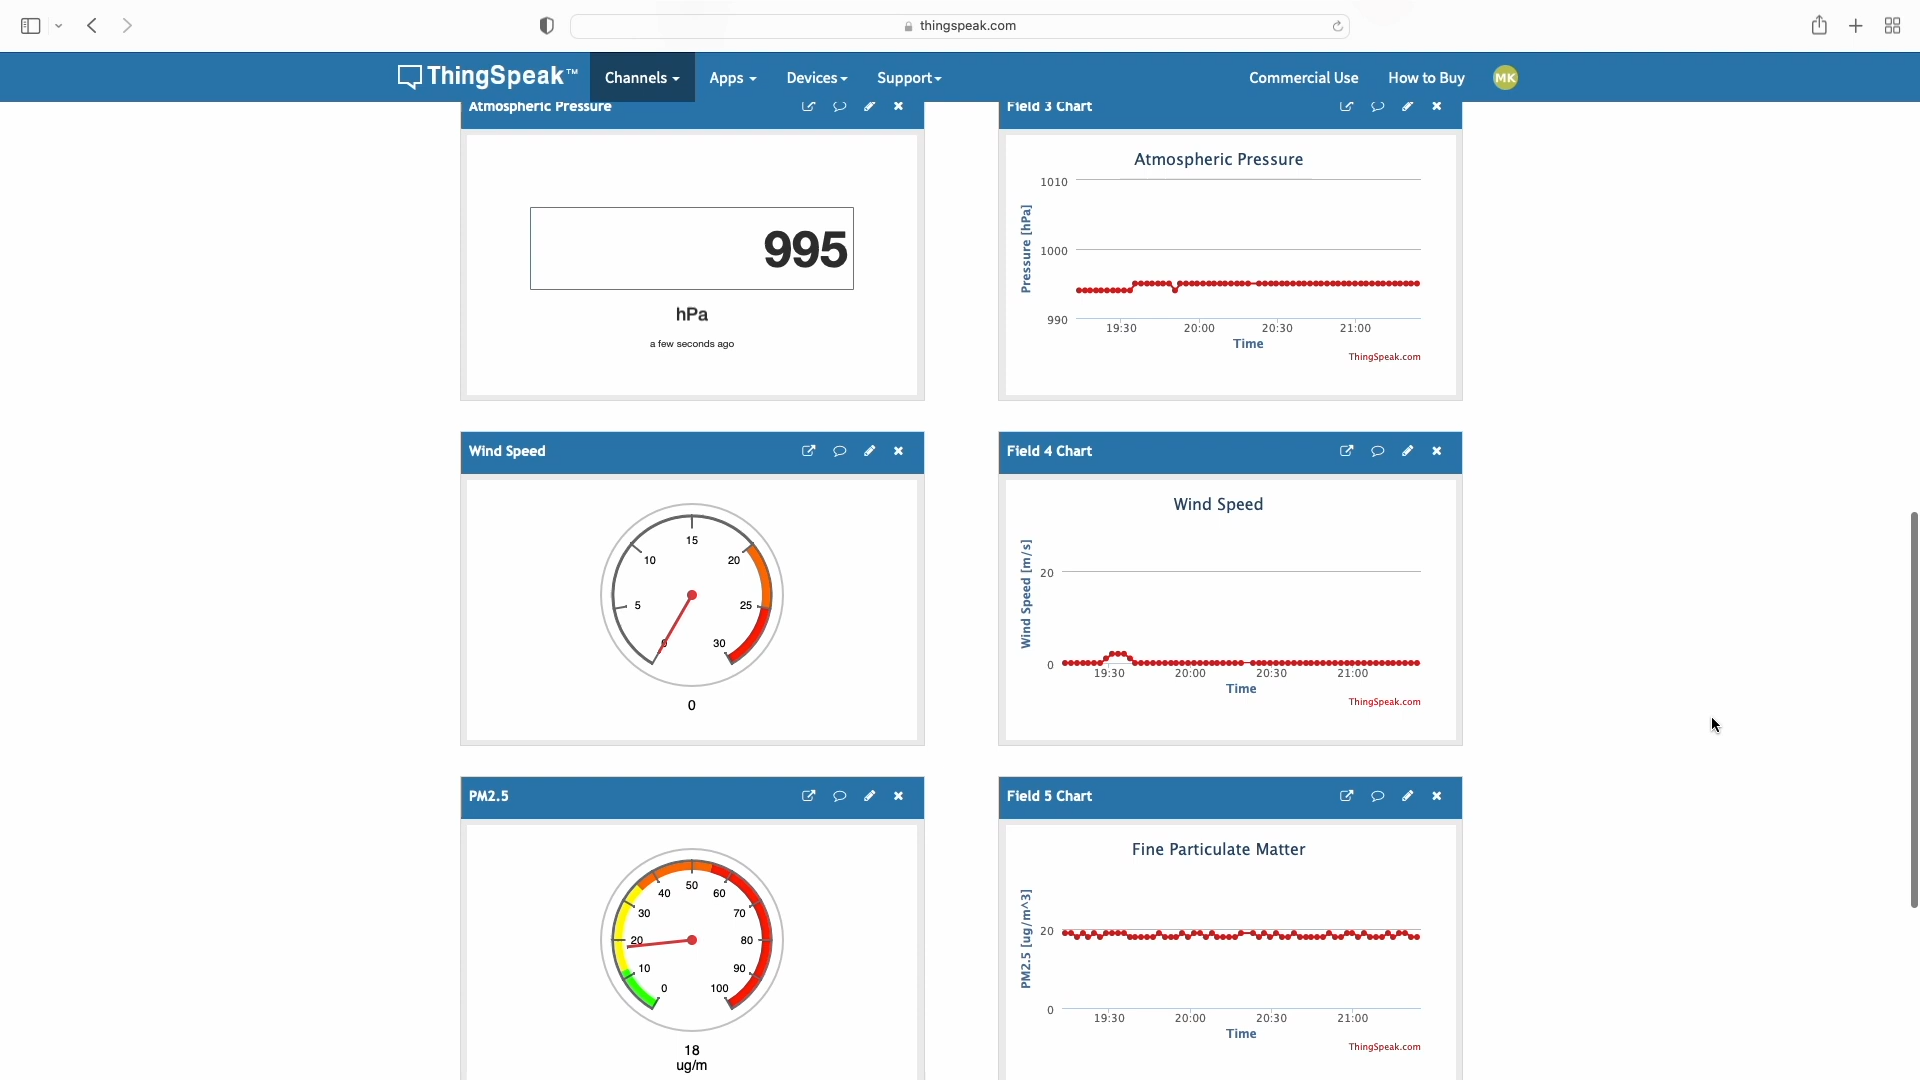 thingspeak.com
ThingSpeak™ Channels Apps Devices Support Commercial Use How to Buy MK
Atmospheric Pressure
995
hPa
a few seconds ago
Field 3 Chart
Atmospheric Pressure
Pressure [hPa]
1010
1000
990
19:30 20:00 20:30 21:00
Time
ThingSpeak.com
Wind Speed
0
5
10
15
20
25
30
0
Field 4 Chart
Wind Speed
Wind Speed [m/s]
20
0
19:30 20:00 20:30 21:00
Time
ThingSpeak.com
PM2.5
0
10
20
30
40
50
60
70
80
90
100
18
ug/m
Field 5 Chart
Fine Particulate Matter
PM2.5 [ug/m^3]
20
0
19:30 20:00 20:30 21:00
Time
ThingSpeak.com